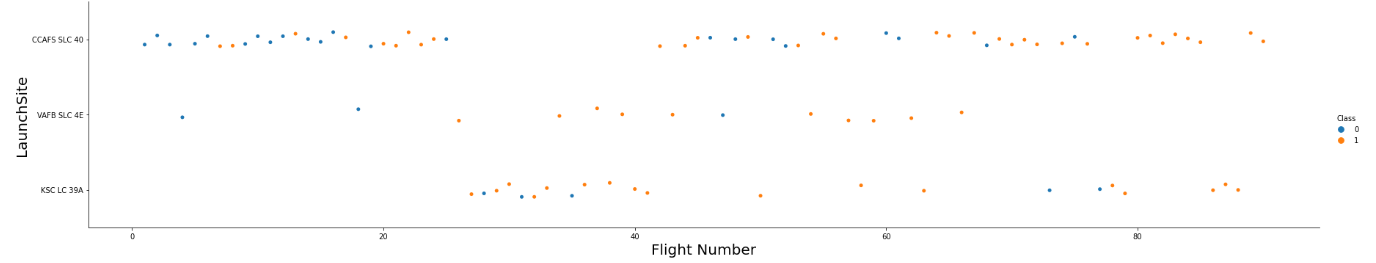 CCAFS SLC 40
VAFB SLC 4E
KSC LC 39A
LaunchSite
0 20 40 60 80
Flight Number
Class
0
1